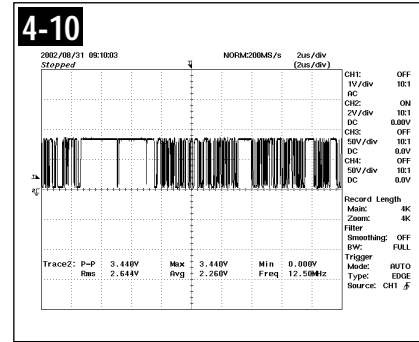 4-10
2002/08/31 09:10:03 NORM:200MS/s 2us/div
Stopped (2us/div)
CH1: OFF
1V/div 10:1
AC
CH2: ON
2V/div 10:1
DC 0.00V
CH3: OFF
50V/div 10:1
DC 0.0V
CH4: OFF
50V/div 10:1
DC 0.0V
Record Length
Main: 4K
Zoom: 4K
Filter
Smoothing: OFF
BW: FULL
Trigger
Mode: AUTO
Type: EDGE
Source: CH1
Trace2: P-P 3.440V Max 3.440V Min 0.000V
Rms 2.644V Avg 2.260V Freq 12.50MHz